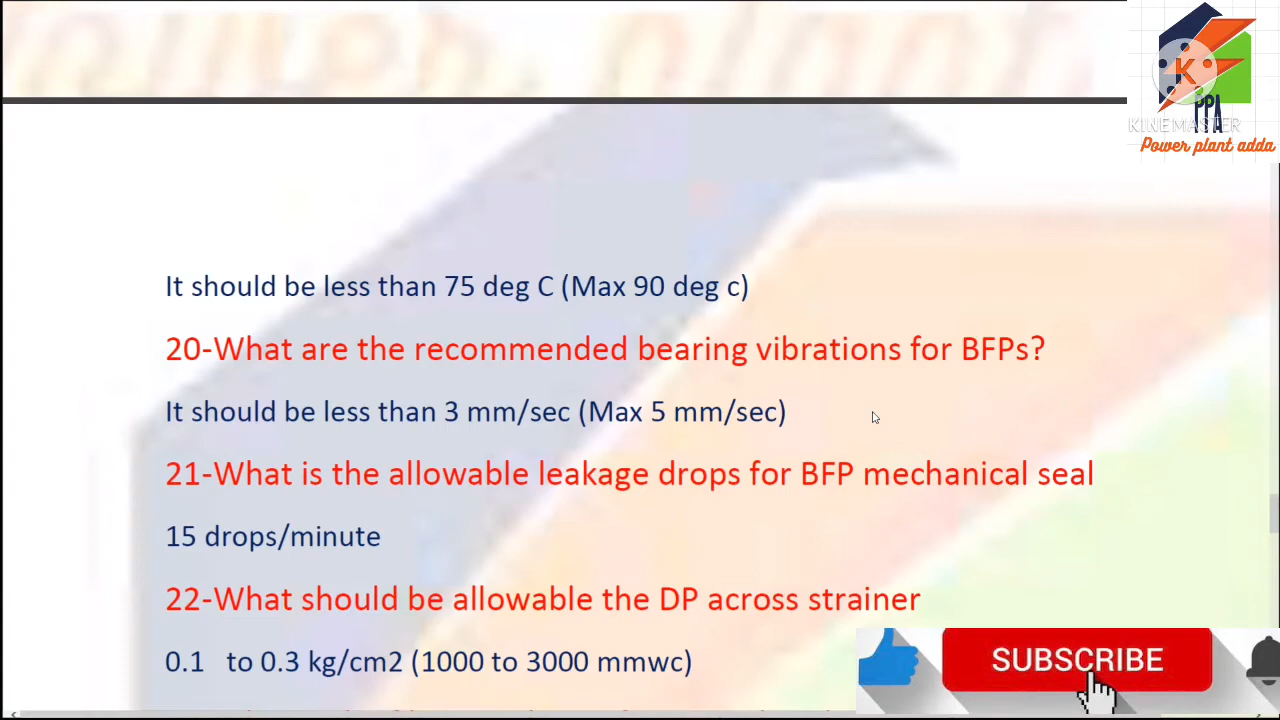 power plant
PPA
KINEMASTER
Power plant adda
It should be less than 75 deg C (Max 90 deg c)
20-What are the recommended bearing vibrations for BFPs?
It should be less than 3 mm/sec (Max 5 mm/sec)
21-What is the allowable leakage drops for BFP mechanical seal
15 drops/minute
22-What should be allowable the DP across strainer
0.1 to 0.3 kg/cm2 (1000 to 3000 mmwc)
SUBSCRIBE